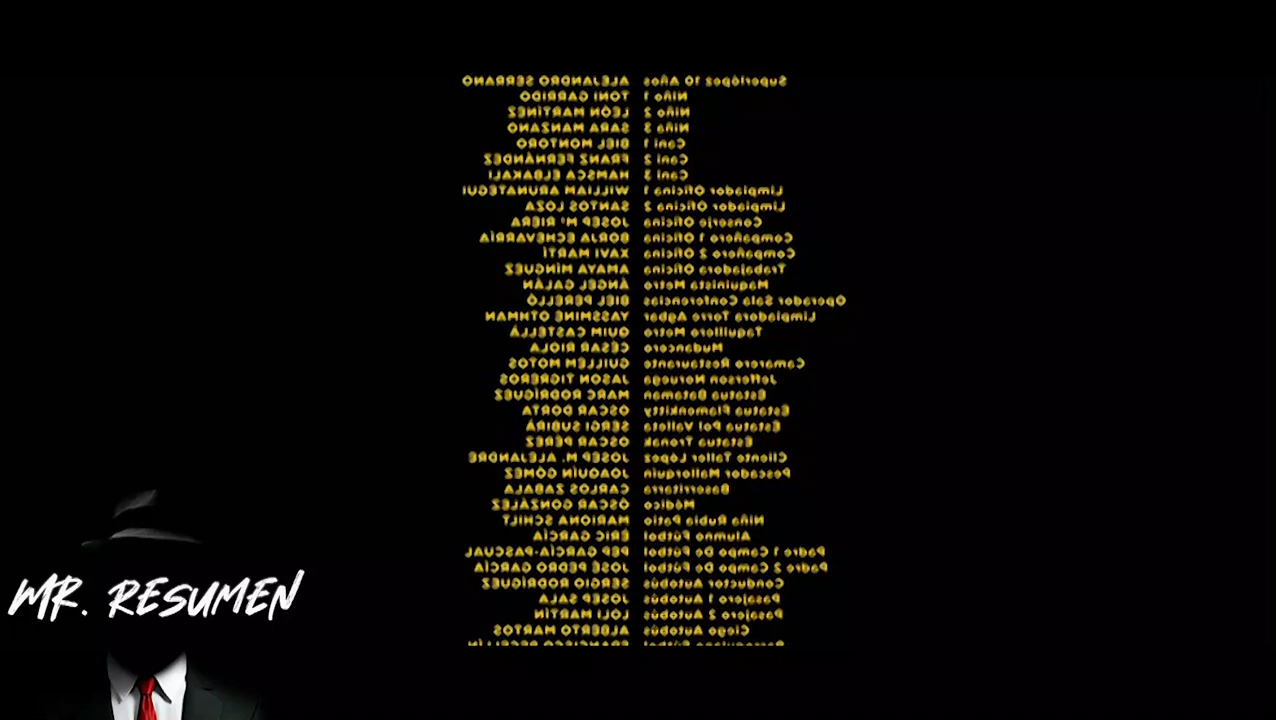 Superlópez 10 Años ALEJANDRO SERRANO
Niño 1 TONI GARRIDO
Niño 2 LEÓN MARTÍNEZ
Niña 3 SARA MANZANO
Cani 1 BIEL MONTORO
Cani 2 FRANZ FERNÁNDEZ
Cani 3 HAMSCA ELBAKALI
Limpiador Oficina 1 WILLIAM ARUNATEGUI
Limpiador Oficina 2 SANTOS LOZA
Conserje Oficina JOSEP Mª RIERA
Compañero 1 Oficina BORJA ECHEVARRÍA
Compañero 2 Oficina XAVI MARTÍ
Trabajadora Oficina AMAYA MÍNGUEZ
Maquinista Metro ÁNGEL GALÁN
Operador Sala Conferencias BIEL PERELLÓ
Limpiadora Torre Agbar YASSMINE OTHMAN
Taquillero Metro QUIM CASTELLÀ
Mudancero CÉSAR RIOLA
Camarero Restaurante GUILLEM MOTOS
Jefferson Noruego JASON TIGREROS
Estatua Bataman MARC RODRÍGUEZ
Estatua Flamenkitty OSCAR DORTA
Estatua Pol Valleta SERGI SUBIRÀ
Estatua Tronak OSCAR PÉREZ
Cliente Taller López JOSEP M. ALEJANDRE
Pescador Mallorquín JOAQUÍN GÓMEZ
Baserritarra CARLOS ZABALA
Médico ÓSCAR GONZÁLEZ
Niña Rubia Patio MARIONA SCHILT
Alumno Fútbol ERIC GARCÍA
Padre 1 Campo De Fútbol PEP GARCÍA-PASCUAL
Padre 2 Campo De Fútbol JOSE PEDRO GARCÍA
Conductor Autobús SERGIO RODRÍGUEZ
Pasajero 1 Autobús JOSEP SALA
Pasajero 2 Autobús LOLI MARTÍN
Ciego Autobús ALBERTO MARTOS
MR. RESUMEN